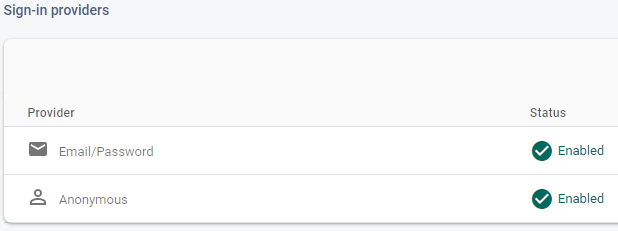 Sign-in providers
Provider Status
Email/Password Enabled
Anonymous Enabled